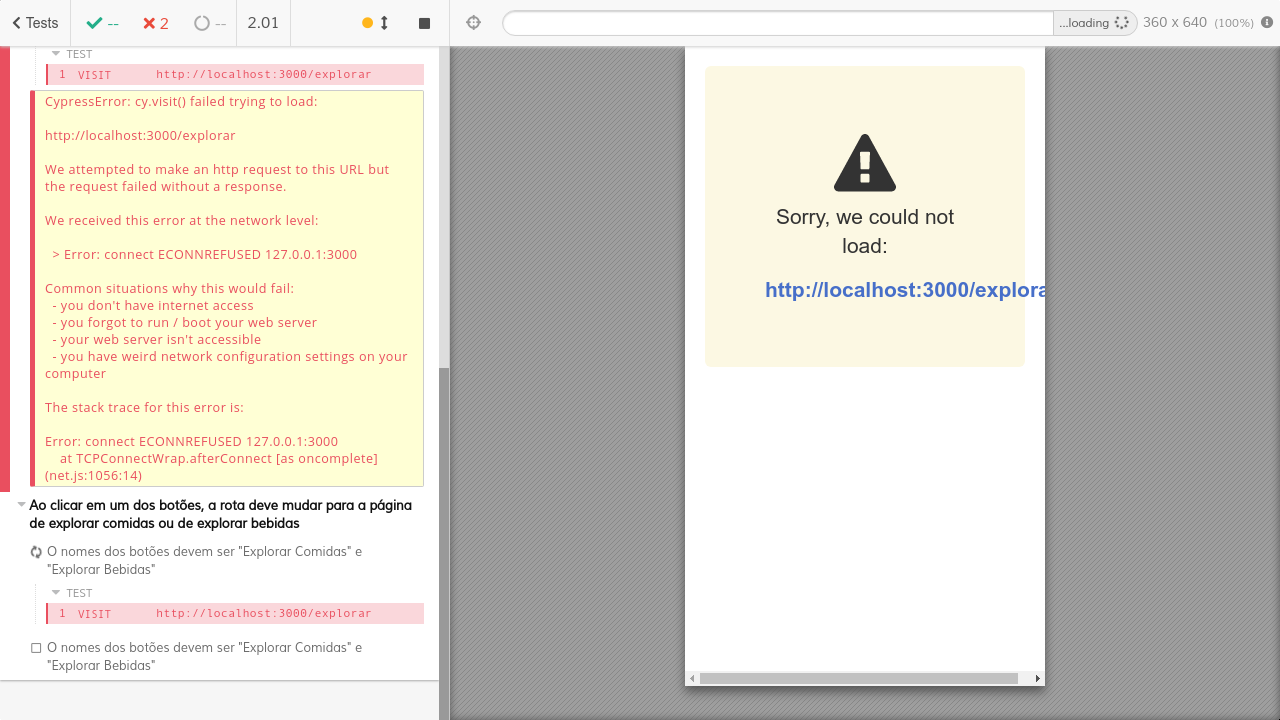 Tests
--
2
--
2.01
...loading
360 x 640 (100%)
TEST
1 VISIT http://localhost:3000/explorar
CypressError: cy.visit() failed trying to load:
http://localhost:3000/explorar
We attempted to make an http request to this URL but
the request failed without a response.
We received this error at the network level:
> Error: connect ECONNREFUSED 127.0.0.1:3000
Common situations why this would fail:
- you don't have internet access
- you forgot to run / boot your web server
- your web server isn't accessible
- you have weird network configuration settings on your
computer
The stack trace for this error is:
Error: connect ECONNREFUSED 127.0.0.1:3000
at TCPConnectWrap.afterConnect [as oncomplete]
(net.js:1056:14)
Ao clicar em um dos botões, a rota deve mudar para a página
de explorar comidas ou de explorar bebidas
O nomes dos botões devem ser "Explorar Comidas" e
"Explorar Bebidas"
TEST
1 VISIT http://localhost:3000/explorar
O nomes dos botões devem ser "Explorar Comidas" e
"Explorar Bebidas"
Sorry, we could not
load:
http://localhost:3000/explora